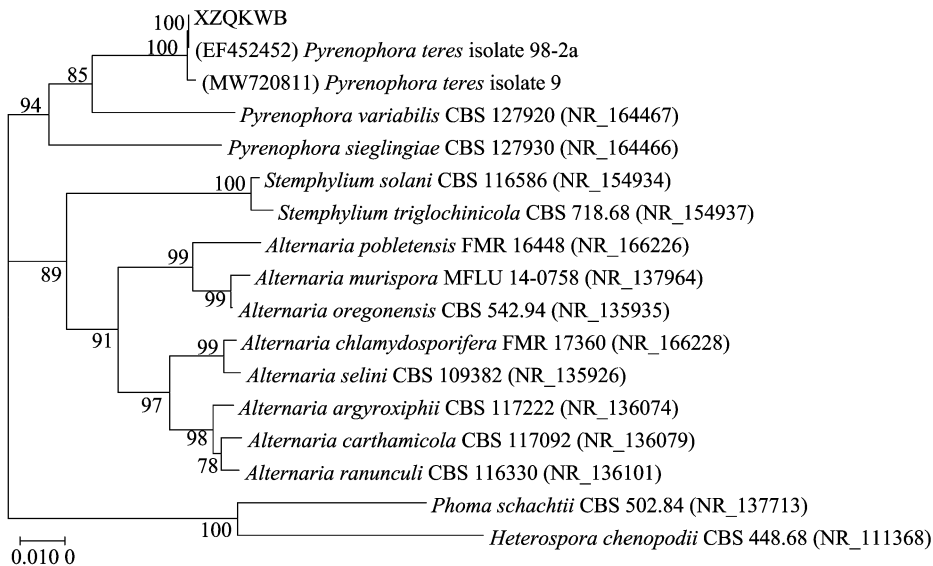 100 XZQKWB
100 (EF452452) Pyrenophora teres isolate 98-2a
85 (MW720811) Pyrenophora teres isolate 9
94 Pyrenophora variabilis CBS 127920 (NR_164467)
Pyrenophora sieglingiae CBS 127930 (NR_164466)
100 Stemphylium solani CBS 116586 (NR_154934)
Stemphylium triglochinicola CBS 718.68 (NR_154937)
99 Alternaria pobletensis FMR 16448 (NR_166226)
89 Alternaria murispora MFLU 14-0758 (NR_137964)
99 Alternaria oregonensis CBS 542.94 (NR_135935)
91 99 Alternaria chlamydosporifera FMR 17360 (NR_166228)
Alternaria selini CBS 109382 (NR_135926)
97 Alternaria argyroxiphii CBS 117222 (NR_136074)
98 Alternaria carthamicola CBS 117092 (NR_136079)
78 Alternaria ranunculi CBS 116330 (NR_136101)
Phoma schachtii CBS 502.84 (NR_137713)
100 Heterospora chenopodii CBS 448.68 (NR_111368)
0.010 0